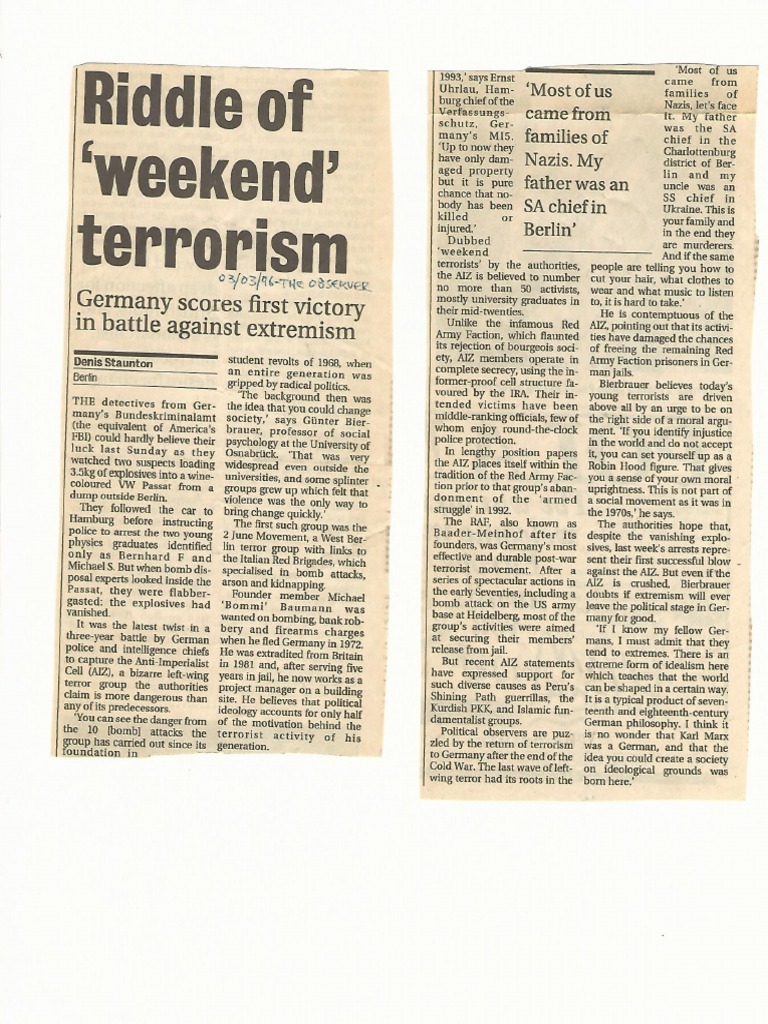 Riddle of
‘weekend’
terrorism
03/03/96-THE OBSERVER
Germany scores first victory
in battle against extremism
Denis Staunton
Berlin
THE detectives from Ger-
many’s Bundeskriminalamt
(the equivalent of America’s
FBI) could hardly believe their
luck last Sunday as they
watched two suspects loading
3.5kg of explosives into a wine-
coloured VW Passat from a
dump outside Berlin.
They followed the car to
Hamburg before instructing
police to arrest the two young
physics graduates identified
only as Bernhard F and
Michael S. But when bomb dis-
posal experts looked inside the
Passat, they were flabber-
gasted: the explosives had
vanished.
It was the latest twist in a
three-year battle by German
police and intelligence chiefs
to capture the Anti-Imperialist
Cell (AIZ), a bizarre left-wing
terror group the authorities
claim is more dangerous than
any of its predecessors.
‘You can see the danger from
the 10 [bomb] attacks the
group has carried out since its
foundation in
student revolts of 1968, when
an entire generation was
gripped by radical politics.
‘The background then was
the idea that you could change
society,’ says Günter Bier-
brauer, professor of social
psychology at the University of
Osnabrück. ‘That was very
widespread even outside the
universities, and some splinter
groups grew up which felt that
violence was the only way to
bring change quickly.’
The first such group was the
2 June Movement, a West Ber-
lin terror group with links to
the Italian Red Brigades, which
specialised in bomb attacks,
arson and kidnapping.
Founder member Michael
‘Bommi’ Baumann was
wanted on bombing, bank rob-
bery and firearms charges
when he fled Germany in 1972.
He was extradited from Britain
in 1981 and, after serving five
years in jail, he now works as a
project manager on a building
site. He believes that political
ideology accounts for only half
of the motivation behind the
terrorist activity of his
generation.
1993,’ says Ernst
Uhrlau, Ham-
burg chief of the
Verfassungs-
schutz, Ger-
many’s MI5.
‘Up to now they
have only dam-
aged property
but it is pure
chance that no-
body has been
killed or
injured.’
Dubbed
‘weekend
terrorists’ by the authorities,
the AIZ is believed to number
no more than 50 activists,
mostly university graduates in
their mid-twenties.
Unlike the infamous Red
Army Faction, which flaunted
its rejection of bourgeois soci-
ety, AIZ members operate in
complete secrecy, using the in-
former-proof cell structure fa-
voured by the IRA. Their in-
tended victims have been
middle-ranking officials, few of
whom enjoy round-the-clock
police protection.
In lengthy position papers
the AIZ places itself within the
tradition of the Red Army Fac-
tion prior to that group’s aban-
donment of the ‘armed
struggle’ in 1992.
The RAF, also known as
Baader-Meinhof after its
founders, was Germany’s most
effective and durable post-war
terrorist movement. After a
series of spectacular actions in
the early Seventies, including a
bomb attack on the US army
base at Heidelberg, most of the
group’s activities were aimed
at securing their members’
release from jail.
But recent AIZ statements
have expressed support for
such diverse causes as Peru’s
Shining Path guerrillas, the
Kurdish PKK, and Islamic fun-
damentalist groups.
Political observers are puz-
zled by the return of terrorism
to Germany after the end of the
Cold War. The last wave of left-
wing terror had its roots in the
‘Most of us
came from
families of
Nazis. My
father was an
SA chief in
Berlin’
‘Most of us
came from
families of
Nazis, let’s face
it. My father
was the SA
chief in the
Charlottenburg
district of Ber-
lin and my
uncle was an
SS chief in
Ukraine. This is
your family and
in the end they
are murderers.
And if the same
people are telling you how to
cut your hair, what clothes to
wear and what music to listen
to, it is hard to take.’
He is contemptuous of the
AIZ, pointing out that its activi-
ties have damaged the chances
of freeing the remaining Red
Army Faction prisoners in Ger-
man jails.
Bierbrauer believes today’s
young terrorists are driven
above all by an urge to be on
the right side of a moral argu-
ment. ‘If you identify injustice
in the world and do not accept
it, you can set yourself up as a
Robin Hood figure. That gives
you a sense of your own moral
uprightness. This is not part of
a social movement as it was in
the 1970s,’ he says.
The authorities hope that,
despite the vanishing explo-
sives, last week’s arrests repre-
sent their first successful blow
against the AIZ. But even if the
AIZ is crushed, Bierbrauer
doubts if extremism will ever
leave the political stage in Ger-
many for good.
‘If I know my fellow Ger-
mans, I must admit that they
tend to extremes. There is an
extreme form of idealism here
which teaches that the world
can be shaped in a certain way.
It is a typical product of seven-
teenth and eighteenth-century
German philosophy. I think it
is no wonder that Karl Marx
was a German, and that the
idea you could create a society
on ideological grounds was
born here.’